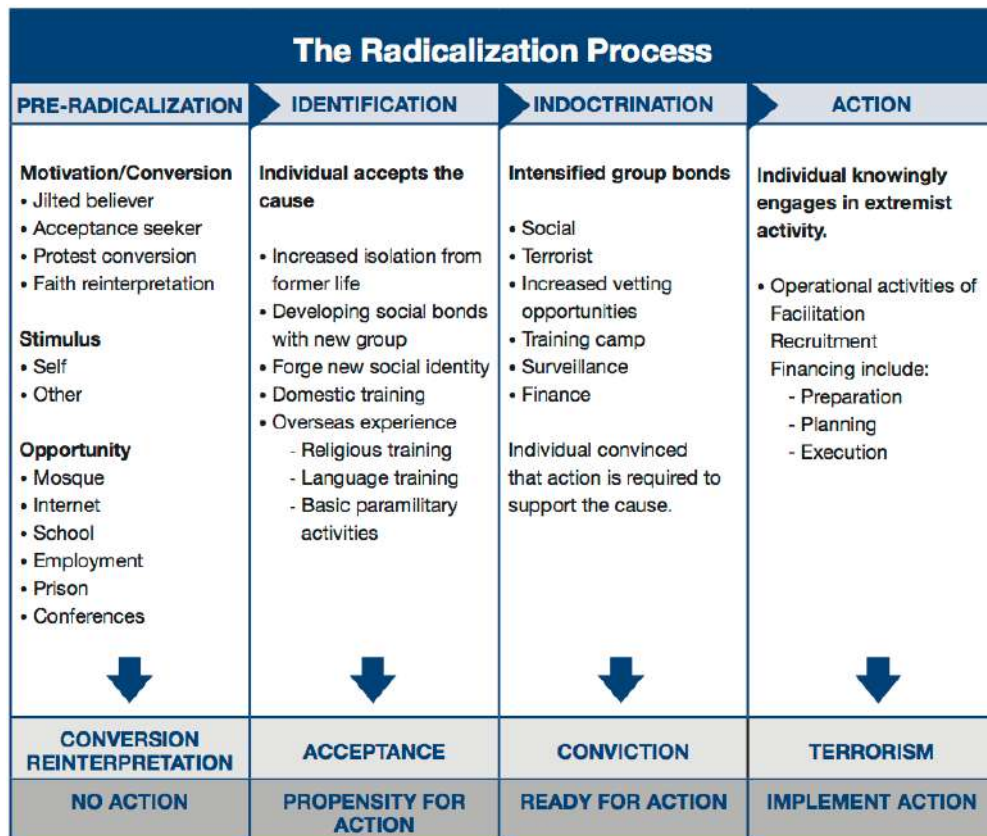 The Radicalization Process
PRE-RADICALIZATION
IDENTIFICATION
INDOCTRINATION
ACTION
Motivation/Conversion
• Jilted believer
• Acceptance seeker
• Protest conversion
• Faith reinterpretation
Stimulus
• Self
• Other
Opportunity
• Mosque
• Internet
• School
• Employment
• Prison
• Conferences
Individual accepts the
cause
• Increased isolation from
former life
• Developing social bonds
with new group
• Forge new social identity
• Domestic training
• Overseas experience
- Religious training
- Language training
- Basic paramilitary
activities
Intensified group bonds
• Social
• Terrorist
• Increased vetting
opportunities
• Training camp
• Surveillance
• Finance
Individual convinced
that action is required to
support the cause.
Individual knowingly
engages in extremist
activity.
• Operational activities of
Facilitation
Recruitment
Financing include:
- Preparation
- Planning
- Execution
CONVERSION
REINTERPRETATION
ACCEPTANCE
CONVICTION
TERRORISM
NO ACTION
PROPENSITY FOR
ACTION
READY FOR ACTION
IMPLEMENT ACTION